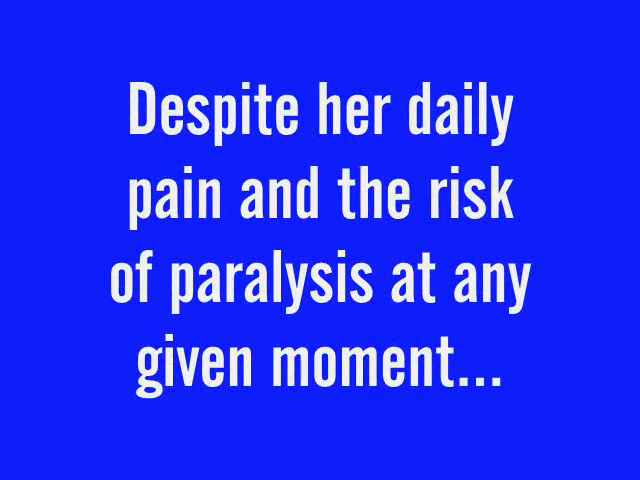 Despite her daily
pain and the risk
of paralysis at any
given moment...